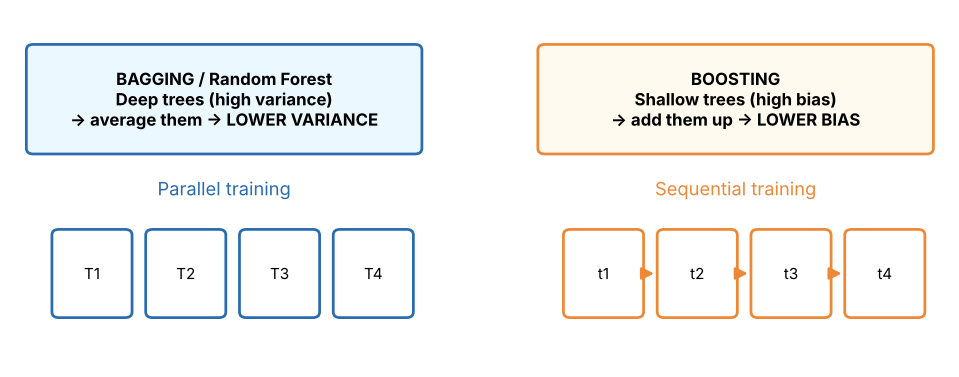 BAGGING / Random Forest
Deep trees (high variance)
→ average them → LOWER VARIANCE
Parallel training
T1
T2
T3
T4
BOOSTING
Shallow trees (high bias)
→ add them up → LOWER BIAS
Sequential training
t1
t2
t3
t4